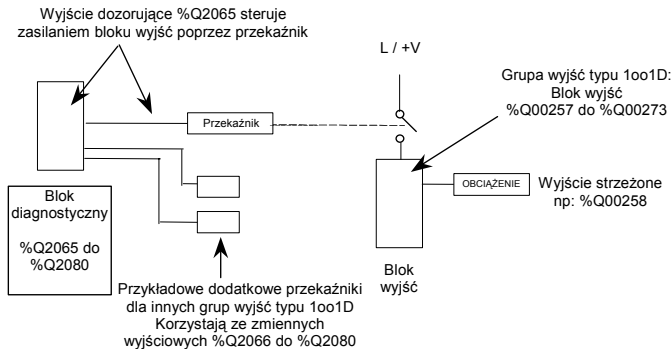 Wyjście dozorujące %Q2065 steruje
zasilaniem bloku wyjść poprzez przekaźnik
L / +V
Grupa wyjść typu 1oo1D:
Blok wyjść
%Q00257 do %Q00273
Przekaźnik
Blok
diagnostyczny
%Q2065 do
%Q2080
OBCIĄŻENIE
Wyjście strzeżone
np: %Q00258
Blok
wyjść
Przykładowe dodatkowe przekaźniki
dla innych grup wyjść typu 1oo1D
Korzystają ze zmiennych
wyjściowych %Q2066 do %Q2080